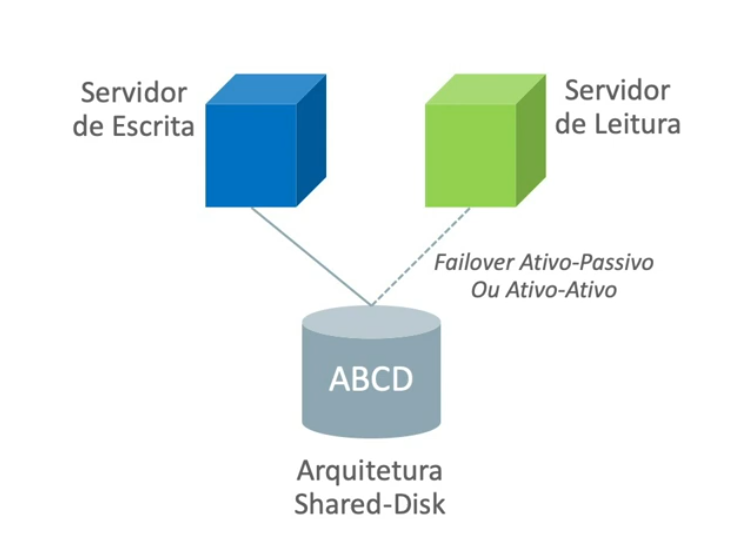 Servidor
de Escrita
Servidor
de Leitura
Failover Ativo-Passivo
Ou Ativo-Ativo
ABCD
Arquitetura
Shared-Disk